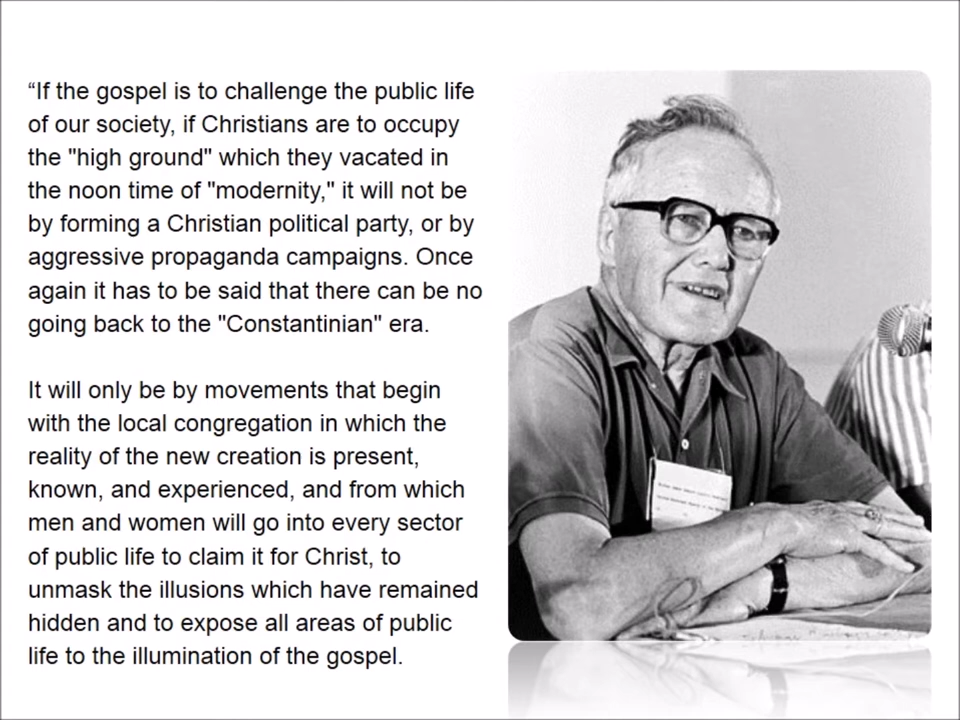 “If the gospel is to challenge the public life
of our society, if Christians are to occupy
the "high ground" which they vacated in
the noon time of "modernity," it will not be
by forming a Christian political party, or by
aggressive propaganda campaigns. Once
again it has to be said that there can be no
going back to the "Constantinian" era.
It will only be by movements that begin
with the local congregation in which the
reality of the new creation is present,
known, and experienced, and from which
men and women will go into every sector
of public life to claim it for Christ, to
unmask the illusions which have remained
hidden and to expose all areas of public
life to the illumination of the gospel.